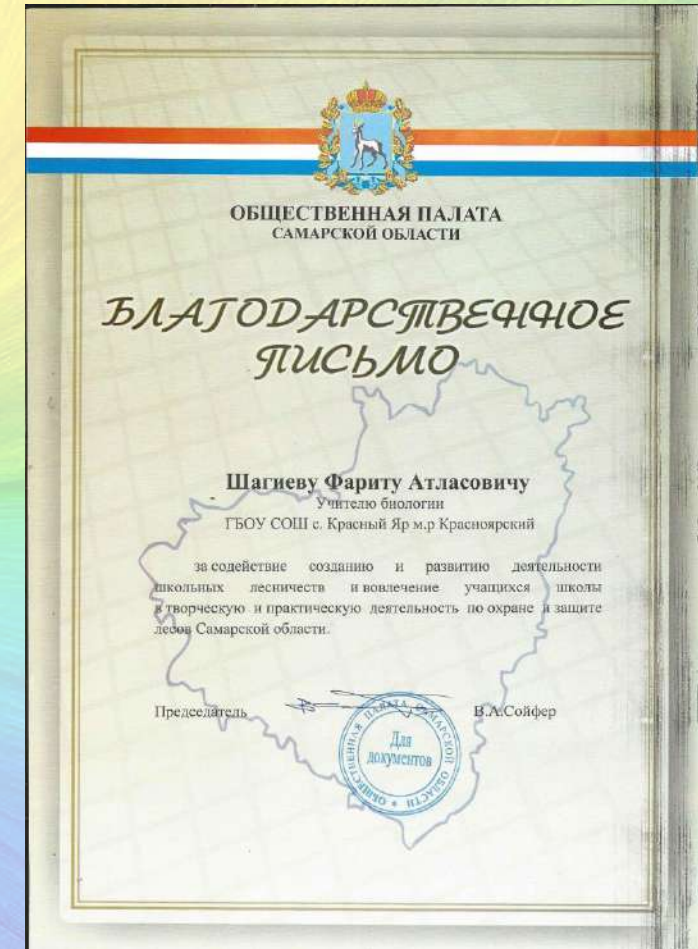 ОБЩЕСТВЕННАЯ ПАЛАТА
САМАРСКОЙ ОБЛАСТИ
БЛАГОДАРСТВЕННОЕ
ПИСЬМО
Шагиеву Фариту Атласовичу
Учителю биологии
ГБОУ СОШ с. Красный Яр м.р Красноярский
за содействие созданию и развитию деятельности
школьных лесничеств и вовлечение учащихся школы
в творческую и практическую деятельность по охране и защите
лесов Самарской области.
Председатель В.А.Сойфер
ОБЩЕСТВЕННАЯ ПАЛАТА САМАРСКОЙ ОБЛАСТИ
Для
документов